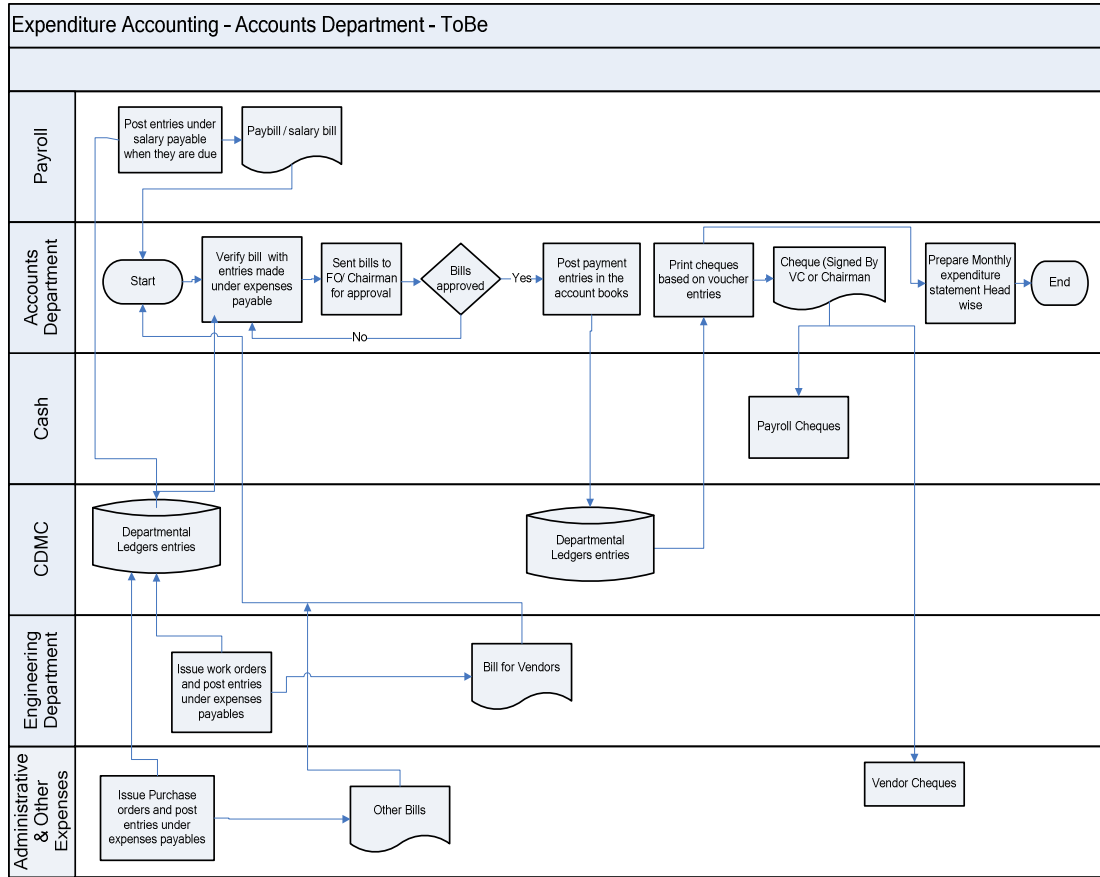 Expenditure Accounting - Accounts Department - ToBe
Payroll
Post entries under
salary payable
when they are due
Paybill / salary bill
Accounts
Department
Start
Verify bill with
entries made
under expenses
payable
Sent bills to
FO/ Chairman
for approval
Bills
approved
Yes
No
Post payment
entries in the
account books
Print cheques
based on voucher
entries
Cheque (Signed By
VC or Chairman
Prepare Monthly
expenditure
statement Head
wise
End
Cash
Payroll Cheques
CDMC
Departmental
Ledgers entries
Departmental
Ledgers entries
Engineering
Department
Issue work orders
and post entries
under expenses
payables
Bill for Vendors
Administrative
& Other
Expenses
Issue Purchase
orders and post
entries under
expenses payables
Other Bills
Vendor Cheques